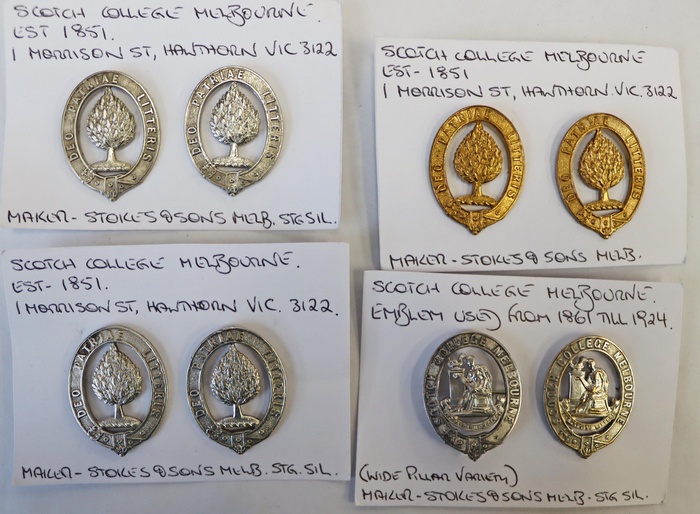 SCOTCH COLLEGE MELBOURNE.
EST 1851.
1 MORRISON ST, HAWTHORN VIC 3122
DEO PATRIAE LITTERIS
DEO PATRIAE LITTERIS
MAKER - STOKES & SONS MELB. STG SIL.
SCOTCH COLLEGE MELBOURNE
EST - 1851
1 MORRISON ST, HAWTHORN VIC. 3122
DEO PATRIAE LITTERIS
DEO PATRIAE LITTERIS
MAKER - STOKES & SONS MELB.
SCOTCH COLLEGE MELBOURNE.
EST - 1851.
1 MORRISON ST, HAWTHORN VIC. 3122
DEO PATRIAE LITTERIS
DEO PATRIAE LITTERIS
MAKER - STOKES & SONS MELB. STG. SIL.
SCOTCH COLLEGE MELBOURNE.
EMBLEM USED FROM 1861 TILL 1924.
SCOTCH COLLEGE MELBOURNE
SCOTCH COLLEGE MELBOURNE
(WIDE PILLAR VARIETY)
MAKER - STOKES & SONS MELB - STG SIL.